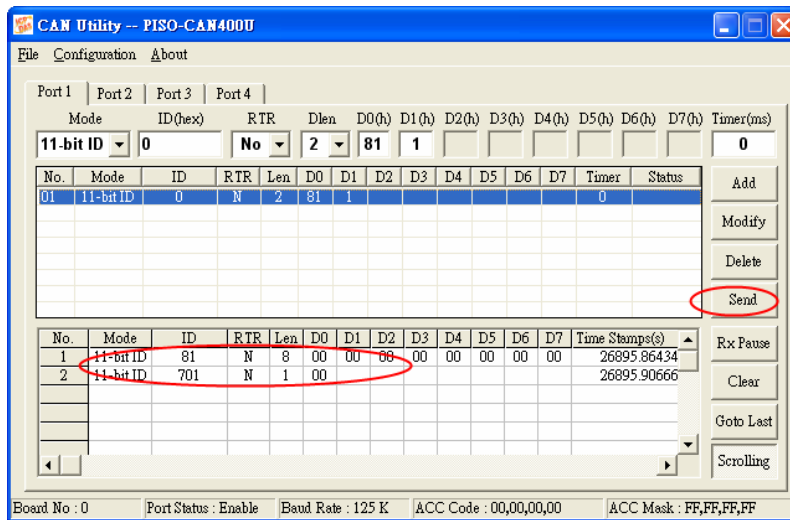 CAN Utility -- PISO-CAN400U
File Configuration About
Port 1 Port 2 Port 3 Port 4
Mode ID(hex) RTR Dlen D0(h) D1(h) D2(h) D3(h) D4(h) D5(h) D6(h) D7(h) Timer(ms)
11-bit ID 0 No 2 81 1 0
No. Mode ID RTR Len D0 D1 D2 D3 D4 D5 D6 D7 Timer Status
01 11-bit ID 0 N 2 81 1 0
Add
Modify
Delete
Send
No. Mode ID RTR Len D0 D1 D2 D3 D4 D5 D6 D7 Time Stamps(s)
1 11-bit ID 81 N 8 00 00 00 00 00 00 00 00 26895.86434
2 11-bit ID 701 N 1 00 26895.90666
Rx Pause
Clear
Goto Last
Scrolling
Board No : 0 Port Status : Enable Baud Rate : 125 K ACC Code : 00,00,00,00 ACC Mask : FF,FF,FF,FF